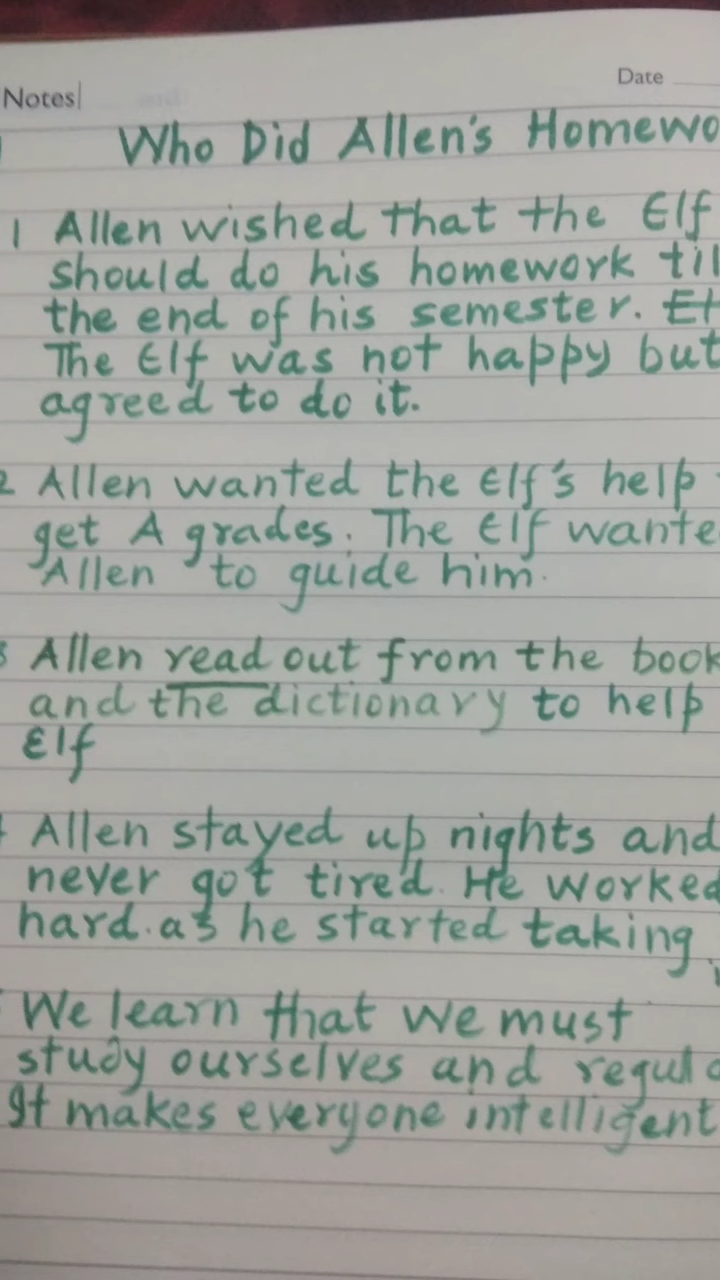 Notes
Date
Who Did Allen's Homewo
1 Allen wished that the Elf
should do his homework til
the end of his semester. Et
The Elf was not happy but
agreed to do it.
2 Allen wanted the Elf's help
get A grades. The Elf wante
Allen to guide him.
3 Allen read out from the book
and the dictionary to help
Elf
Allen stayed up nights and
never got tired. He worked
hard. as he started taking
We learn that we must
study ourselves and regula
It makes everyone intelligent